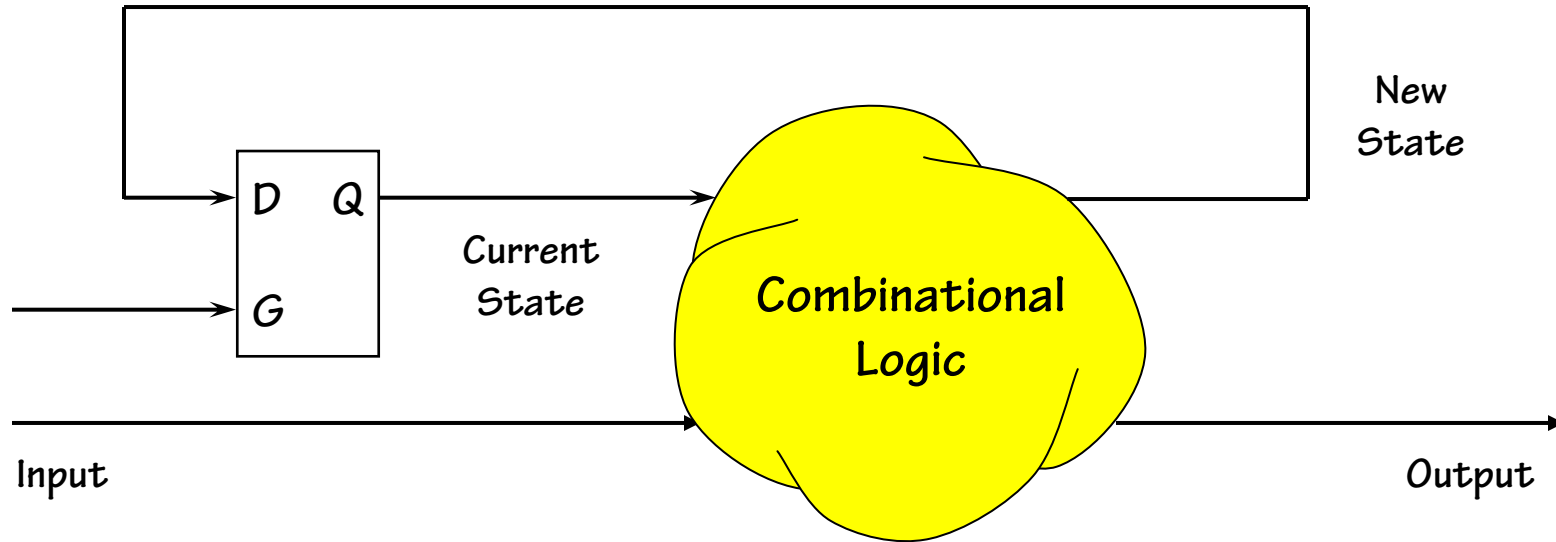 New
State
D Q
Current
State
G
Combinational
Logic
Input
Output